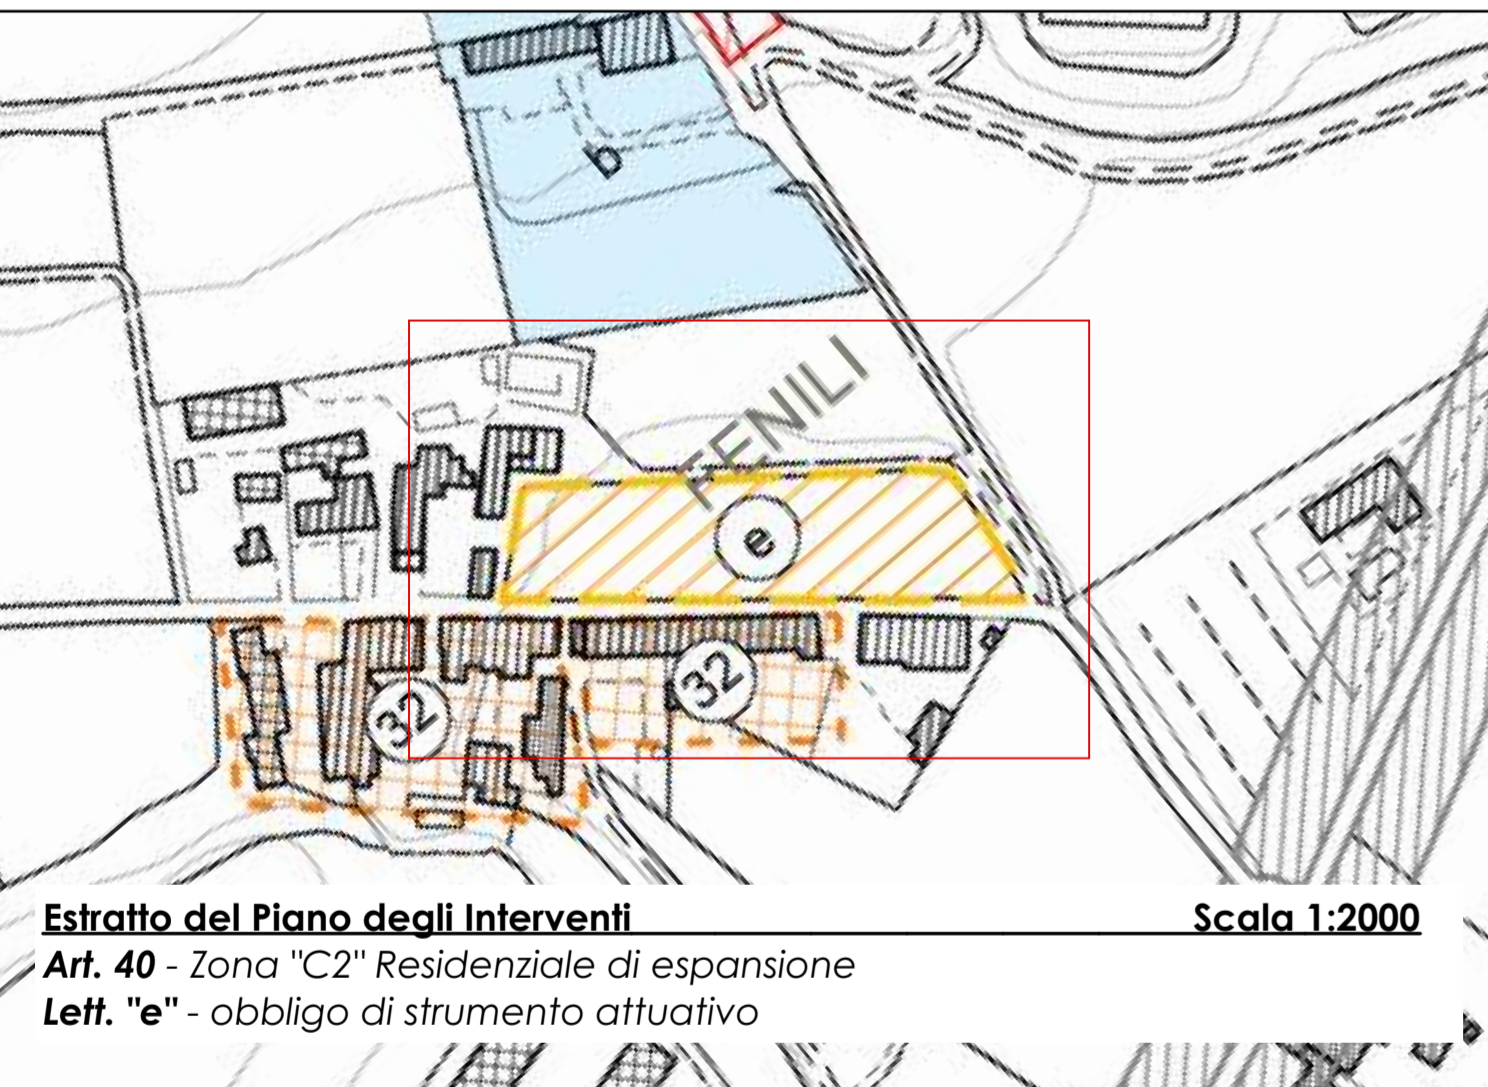 b
FENILI
e
32
32
Estratto del Piano degli Interventi Scala 1:2000
Art. 40 - Zona "C2" Residenziale di espansione
Lett. "e" - obbligo di strumento attuativo